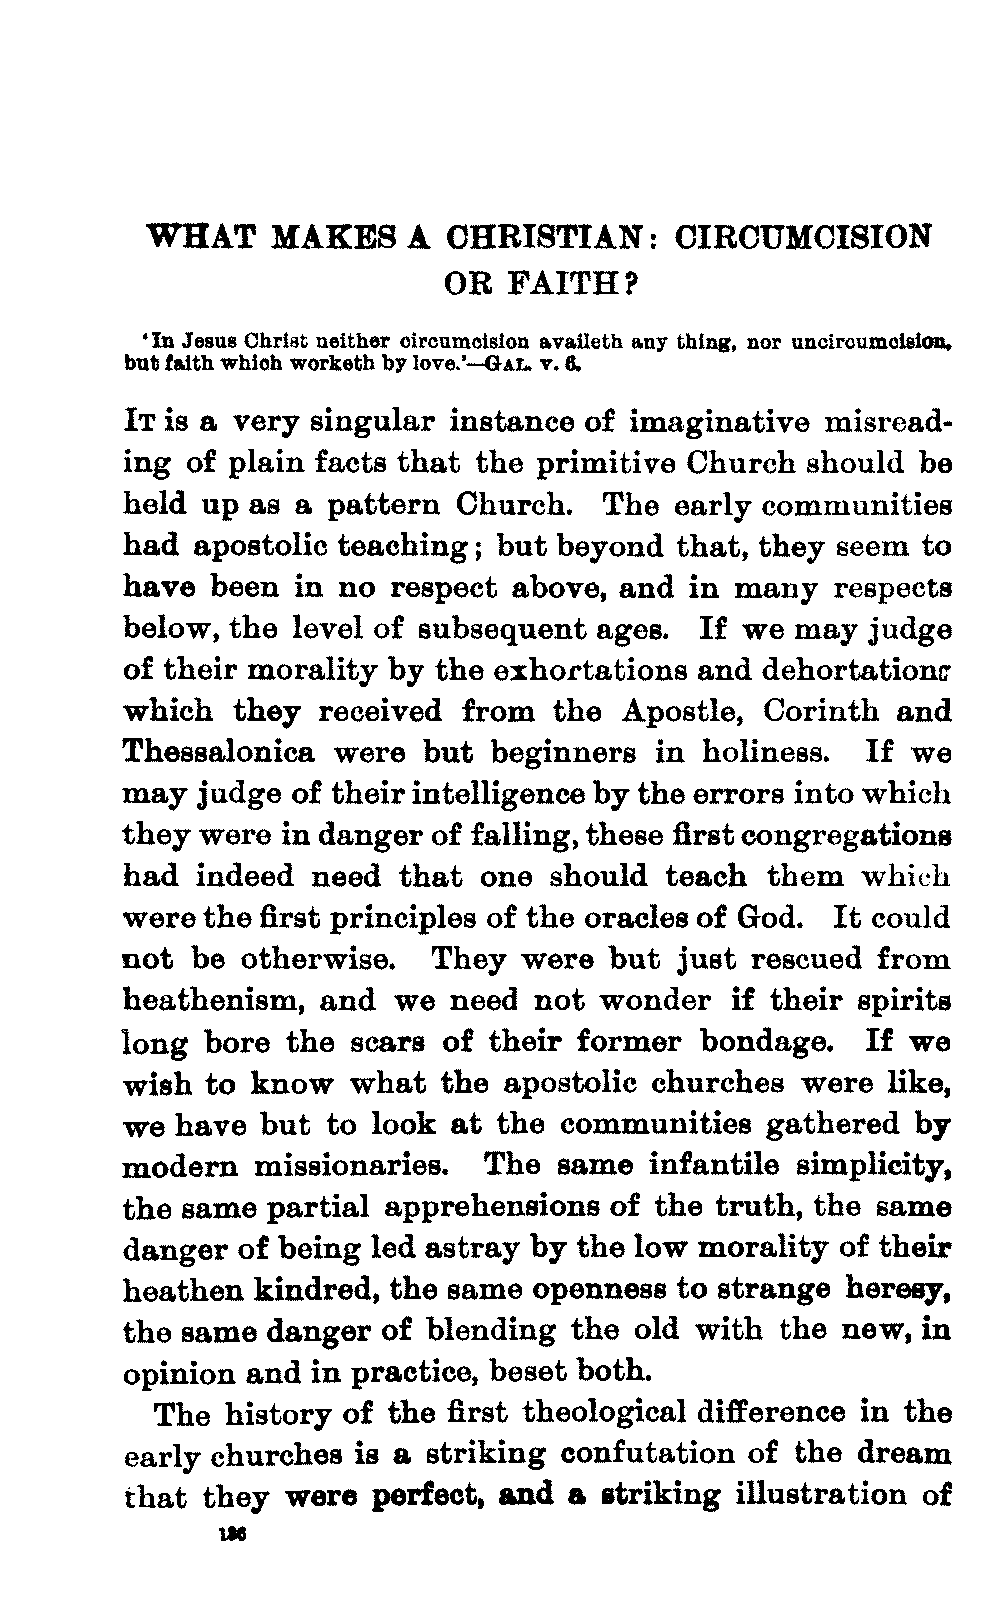 WHAT MAKES A CHRISTIAN: CIRCUMCISION
OR FAITH?
'In Jesus Christ neither circumcision availeth any thing, nor uncircumcision,
but faith which worketh by love.'—GAL. v. 6.
IT is a very singular instance of imaginative misread-
ing of plain facts that the primitive Church should be
held up as a pattern Church. The early communities
had apostolic teaching; but beyond that, they seem to
have been in no respect above, and in many respects
below, the level of subsequent ages. If we may judge
of their morality by the exhortations and dehortations
which they received from the Apostle, Corinth and
Thessalonica were but beginners in holiness. If we
may judge of their intelligence by the errors into which
they were in danger of falling, these first congregations
had indeed need that one should teach them which
were the first principles of the oracles of God. It could
not be otherwise. They were but just rescued from
heathenism, and we need not wonder if their spirits
long bore the scars of their former bondage. If we
wish to know what the apostolic churches were like,
we have but to look at the communities gathered by
modern missionaries. The same infantile simplicity,
the same partial apprehensions of the truth, the same
danger of being led astray by the low morality of their
heathen kindred, the same openness to strange heresy,
the same danger of blending the old with the new, in
opinion and in practice, beset both.
The history of the first theological difference in the
early churches is a striking confutation of the dream
that they were perfect, and a striking illustration of